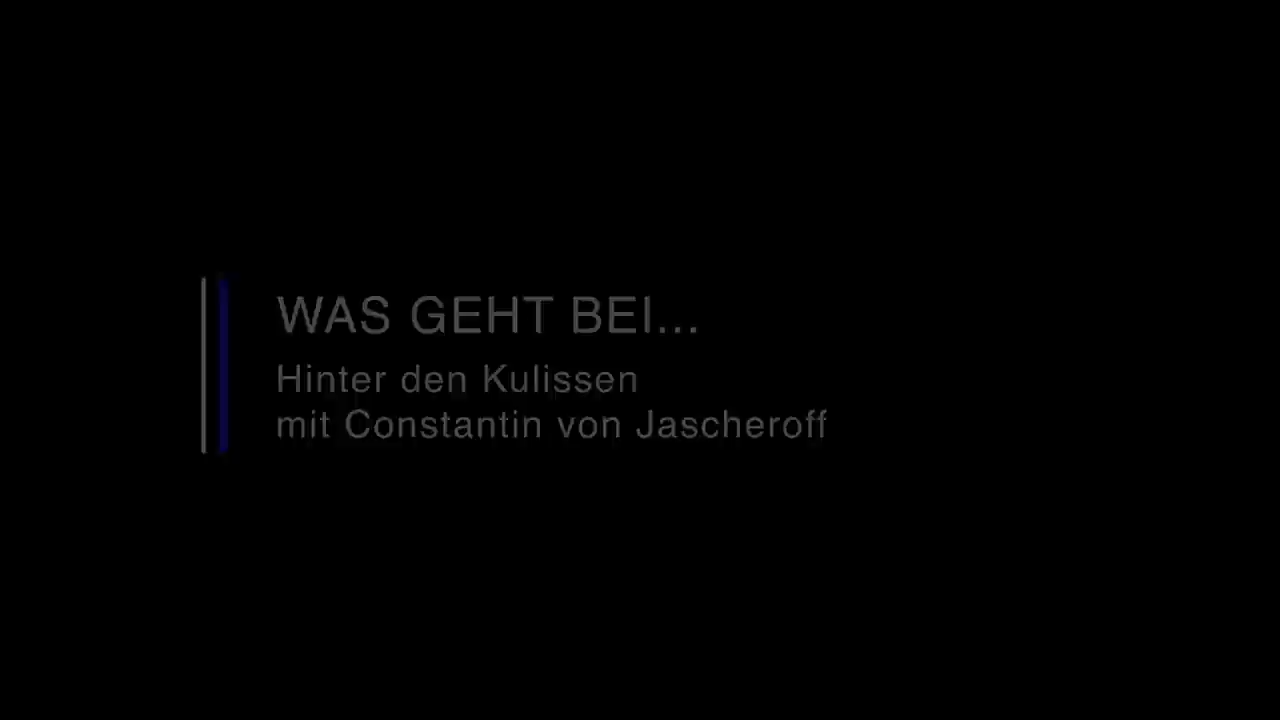 WAS GEHT BEI...
Hinter den Kulissen
mit Constantin von Jascheroff